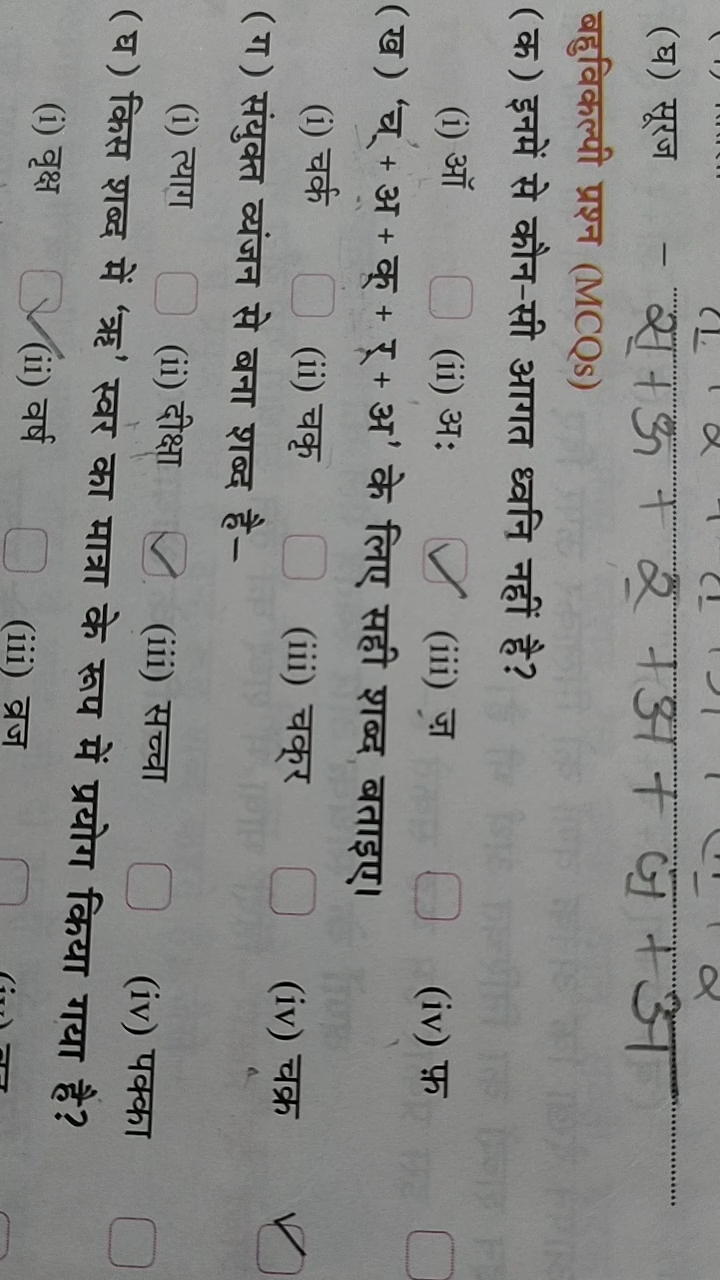 (घ) सूरज – स् + ऊ + र् + अ + ज् + अ
बहुविकल्पी प्रश्न (MCQs)
(क) इनमें से कौन-सी आगत ध्वनि नहीं है?
(i) ऑ (ii) अः ✓ (iii) ज़ (iv) फ़
(ख) 'च् + अ + क् + र् + अ' के लिए सही शब्द बताइए।
(i) चर्क (ii) चकृ (iii) चक्र (iv) चक्र ✓
(ग) संयुक्त व्यंजन से बना शब्द है–
(i) त्याग (ii) दीक्षा ✓ (iii) सच्चा (iv) पक्का
(घ) किस शब्द में 'ऋ' स्वर का मात्रा के रूप में प्रयोग किया गया है?
(i) वृक्ष ✓ (ii) वर्ष (iii) व्रज